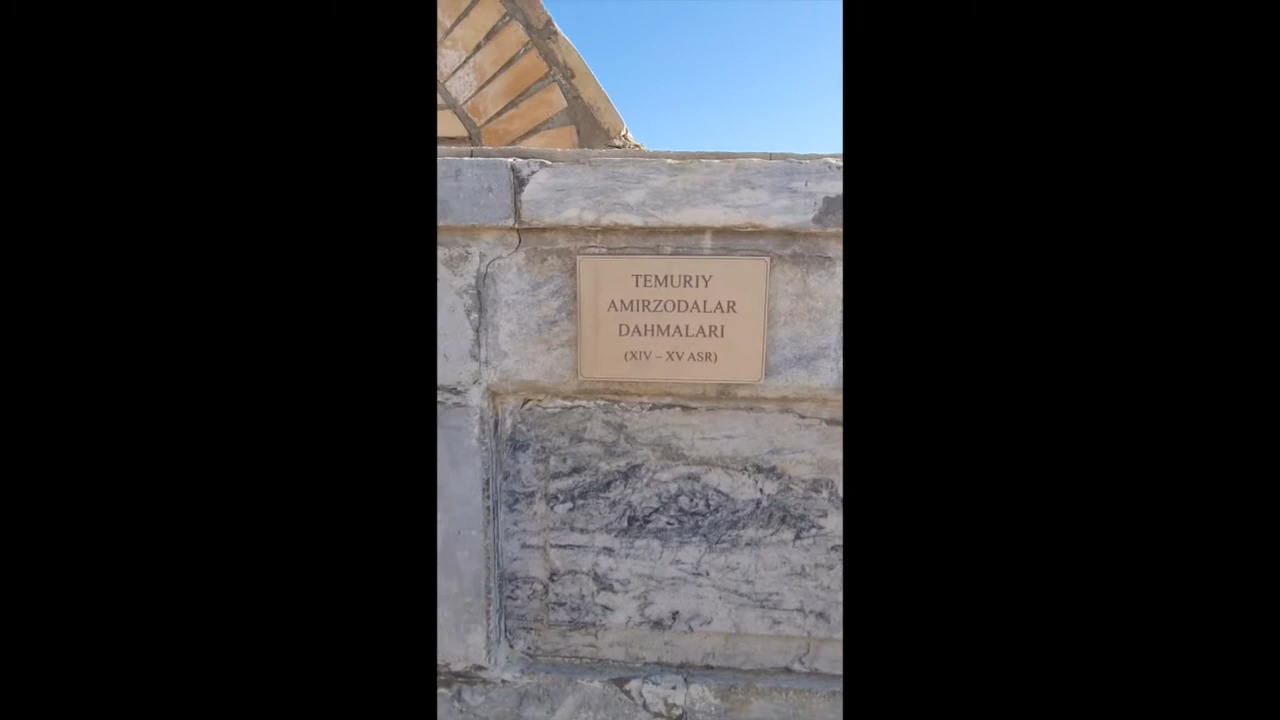 TEMURIY
AMIRZODALAR
DAHMALARI
(XIV – XV ASR)